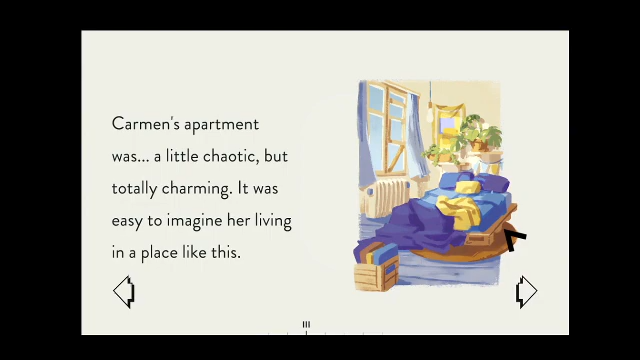 Carmen's apartment
was... a little chaotic, but
totally charming. It was
easy to imagine her living
in a place like this.